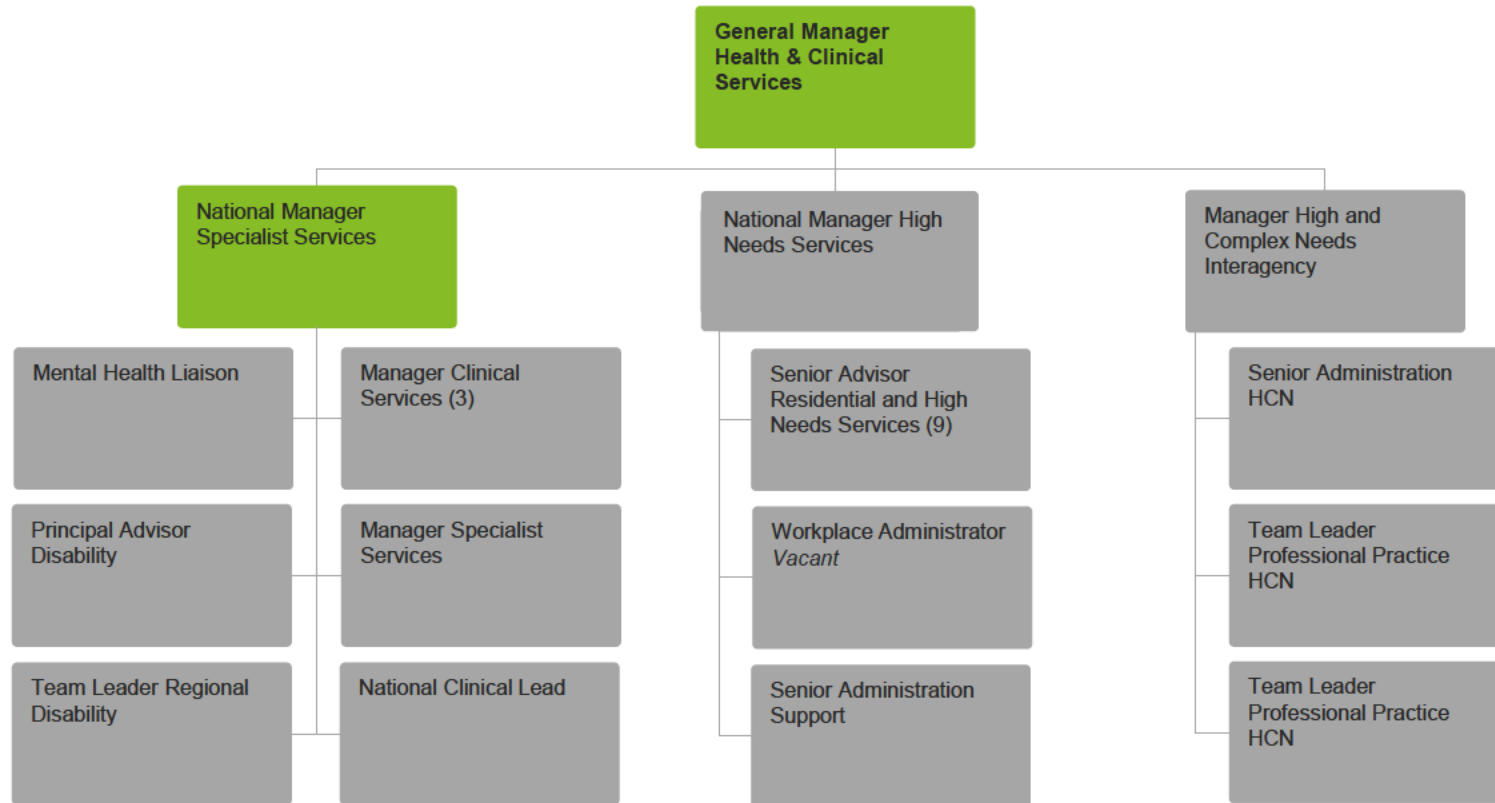 General Manager
Health & Clinical
Services
National Manager
Specialist Services
National Manager High
Needs Services
Manager High and
Complex Needs
Interagency
Mental Health Liaison
Manager Clinical
Services (3)
Senior Advisor
Residential and High
Needs Services (9)
Senior Administration
HCN
Principal Advisor
Disability
Manager Specialist
Services
Workplace Administrator
Vacant
Team Leader
Professional Practice
HCN
Team Leader Regional
Disability
National Clinical Lead
Senior Administration
Support
Team Leader
Professional Practice
HCN